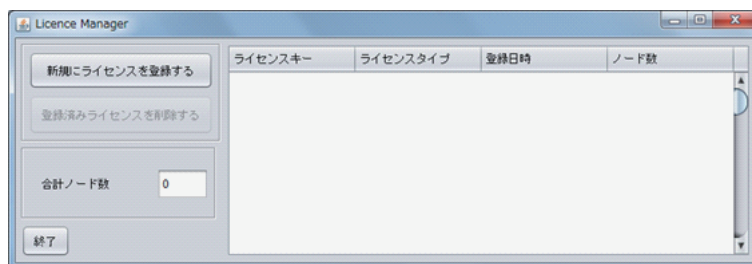 Licence Manager
新規にライセンスを登録する
登録済みライセンスを削除する
合計ノード数 0
終了
ライセンスキー ライセンスタイプ 登録日時 ノード数